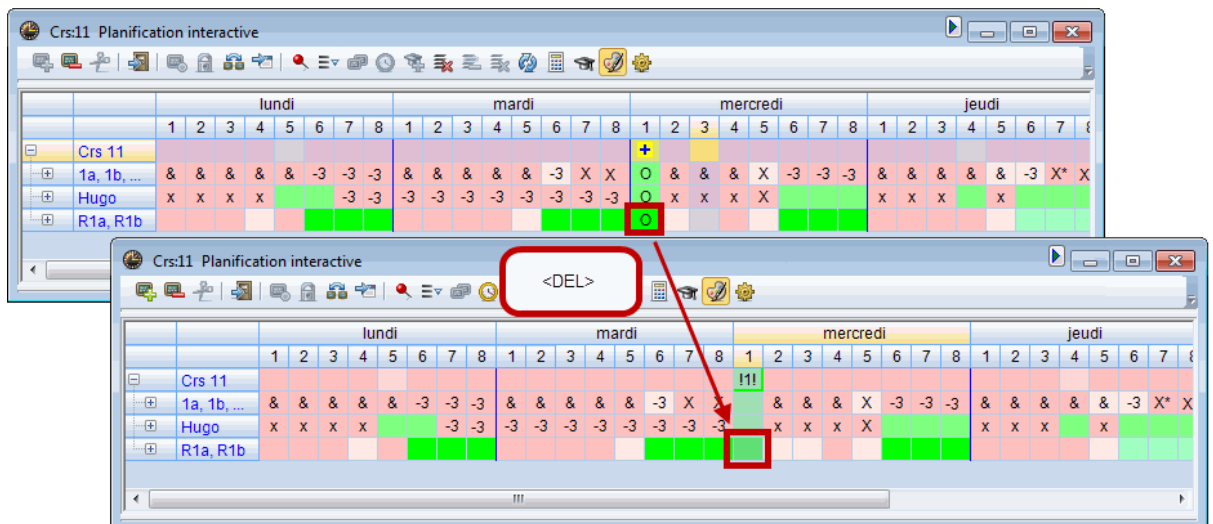 Crs:11 Planification interactive
lundi mardi mercredi jeudi
1 2 3 4 5 6 7 8 1 2 3 4 5 6 7 8 1 2 3 4 5 6 7 8 1 2 3 4 5 6 7 8
Crs 11 +
1a, 1b, ... & & & & & -3 -3 -3 & & & & & -3 X X O & & & X -3 -3 -3 & & & & & -3 X* X
Hugo x x x x -3 -3 -3 -3 -3 -3 -3 -3 -3 -3 O x x x X x x x x
R1a, R1b O
Crs:11 Planification interactive
<DEL>
lundi mardi mercredi jeudi
1 2 3 4 5 6 7 8 1 2 3 4 5 6 7 8 1 2 3 4 5 6 7 8 1 2 3 4 5 6 7 8
Crs 11 !1!
1a, 1b, ... & & & & & -3 -3 -3 & & & & & -3 X X & & & X -3 -3 -3 & & & & & -3 X* X
Hugo x x x x -3 -3 -3 -3 -3 -3 -3 -3 -3 -3 x x x X x x x x
R1a, R1b